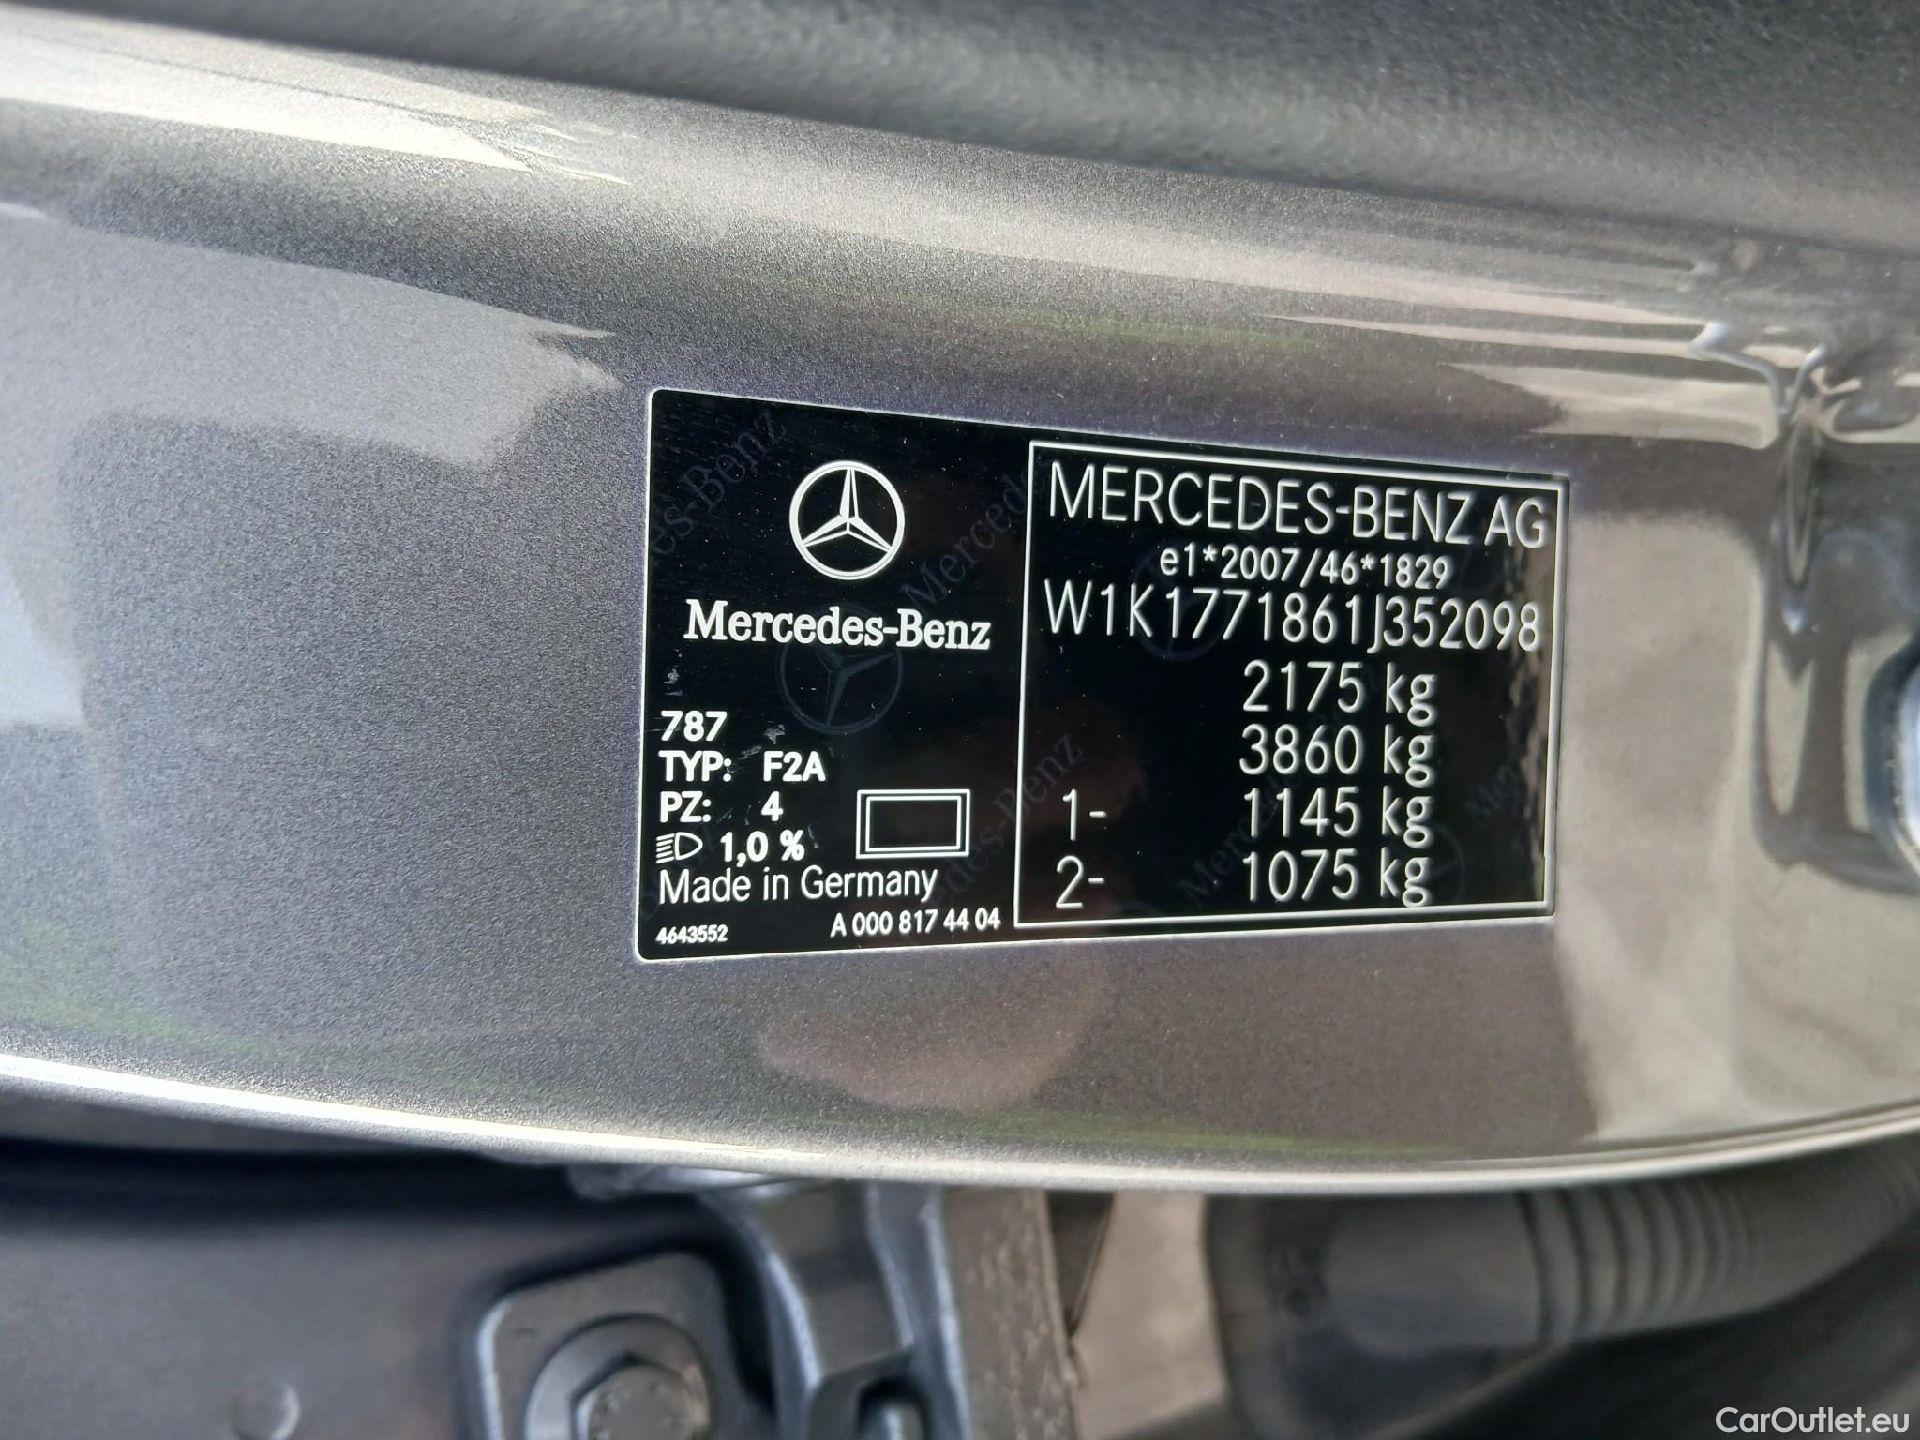 Mercedes-Benz
787
TYP: F2A
PZ: 4
1,0 %
Made in Germany
4643552
A 000 817 44 04
MERCEDES-BENZ AG
e1*2007/46*1829
W1K1771861J352098
2175 kg
3860 kg
1- 1145 kg
2- 1075 kg
CarOutlet.eu